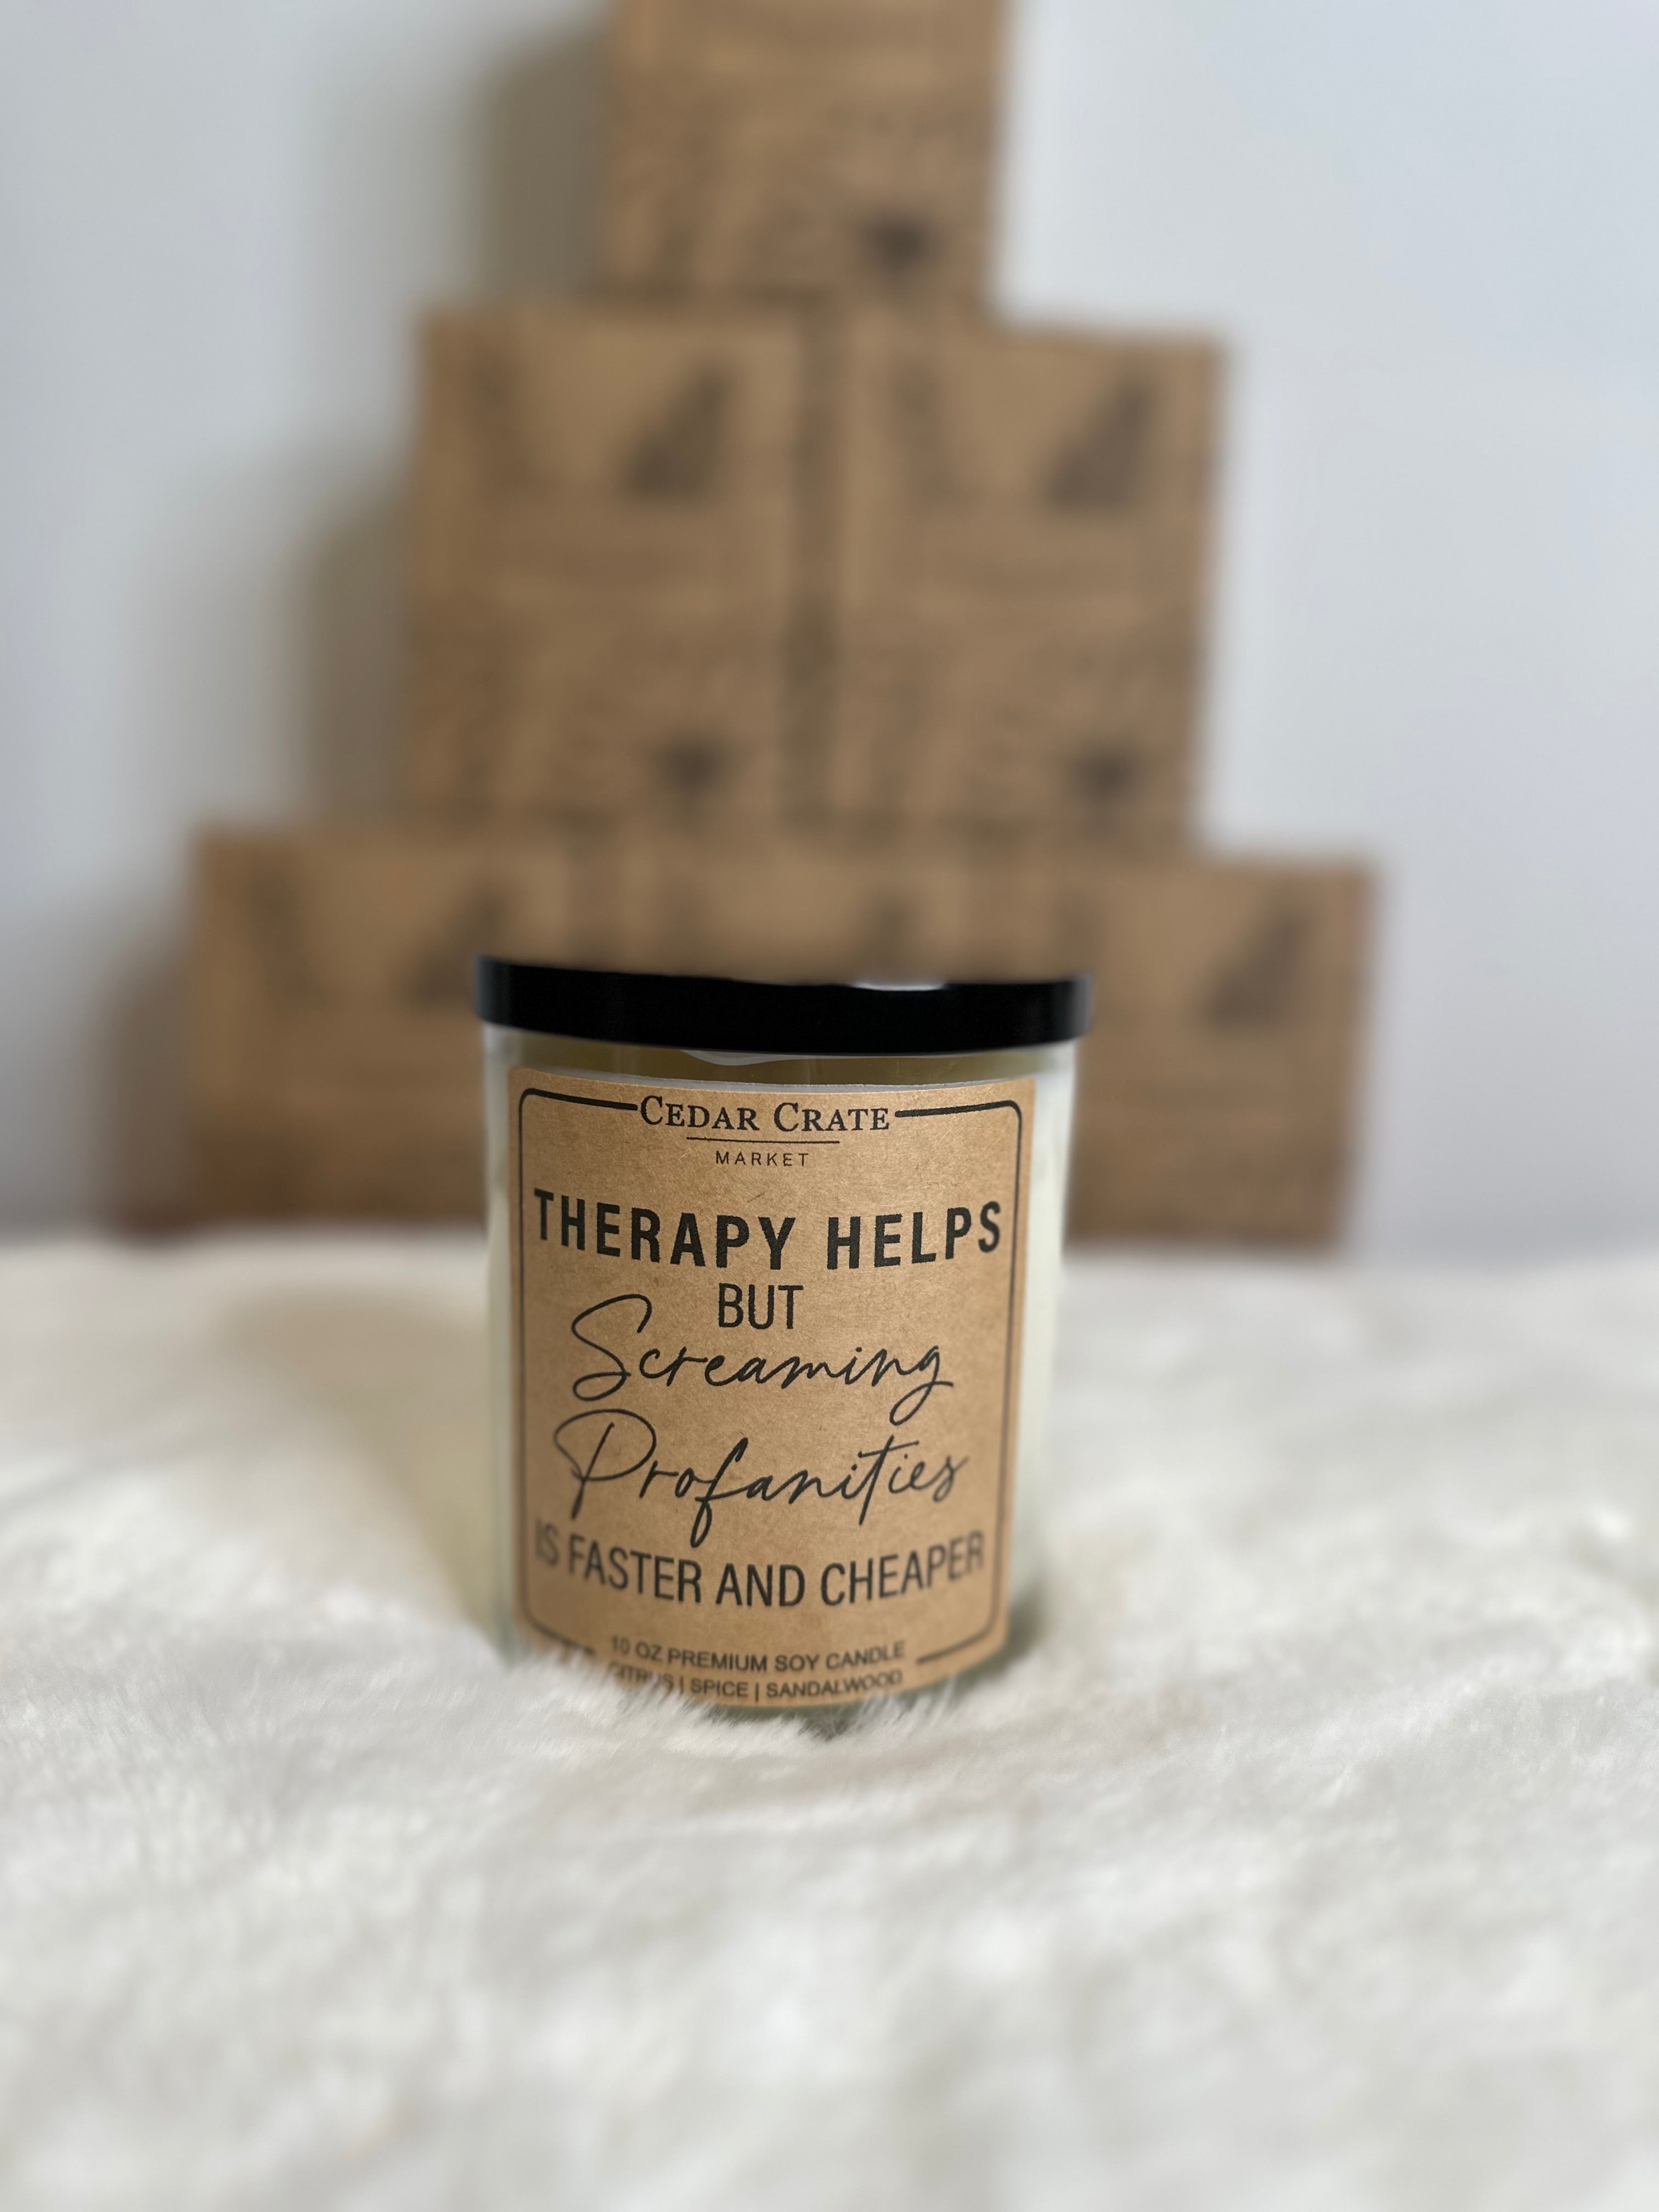 CEDAR CRATE
MARKET
THERAPY HELPS
BUT
Screaming
Profanities
IS FASTER AND CHEAPER
10 OZ PREMIUM SOY CANDLE
CITRUS | SPICE | SANDALWOOD